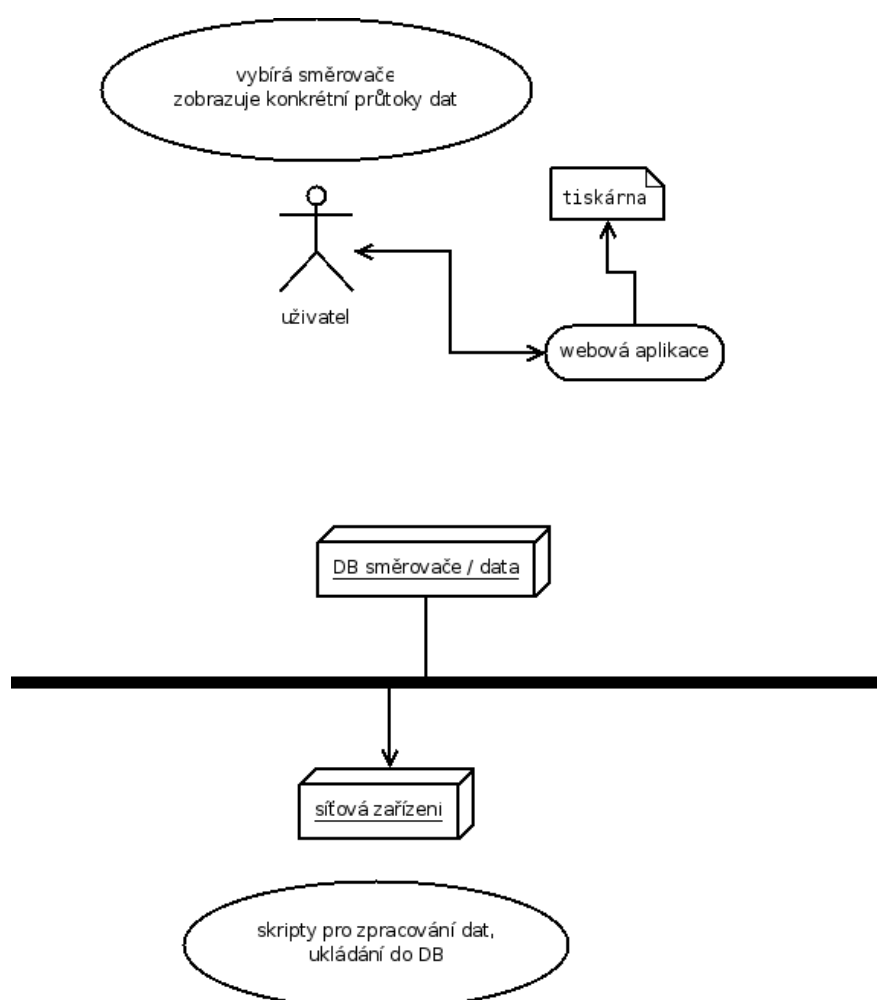 vybírá směrovače
zobrazuje konkrétní průtoky dat
tiskárna
uživatel
webová aplikace
DB směrovače / data
síťová zařízeni
skripty pro zpracování dat,
ukládání do DB